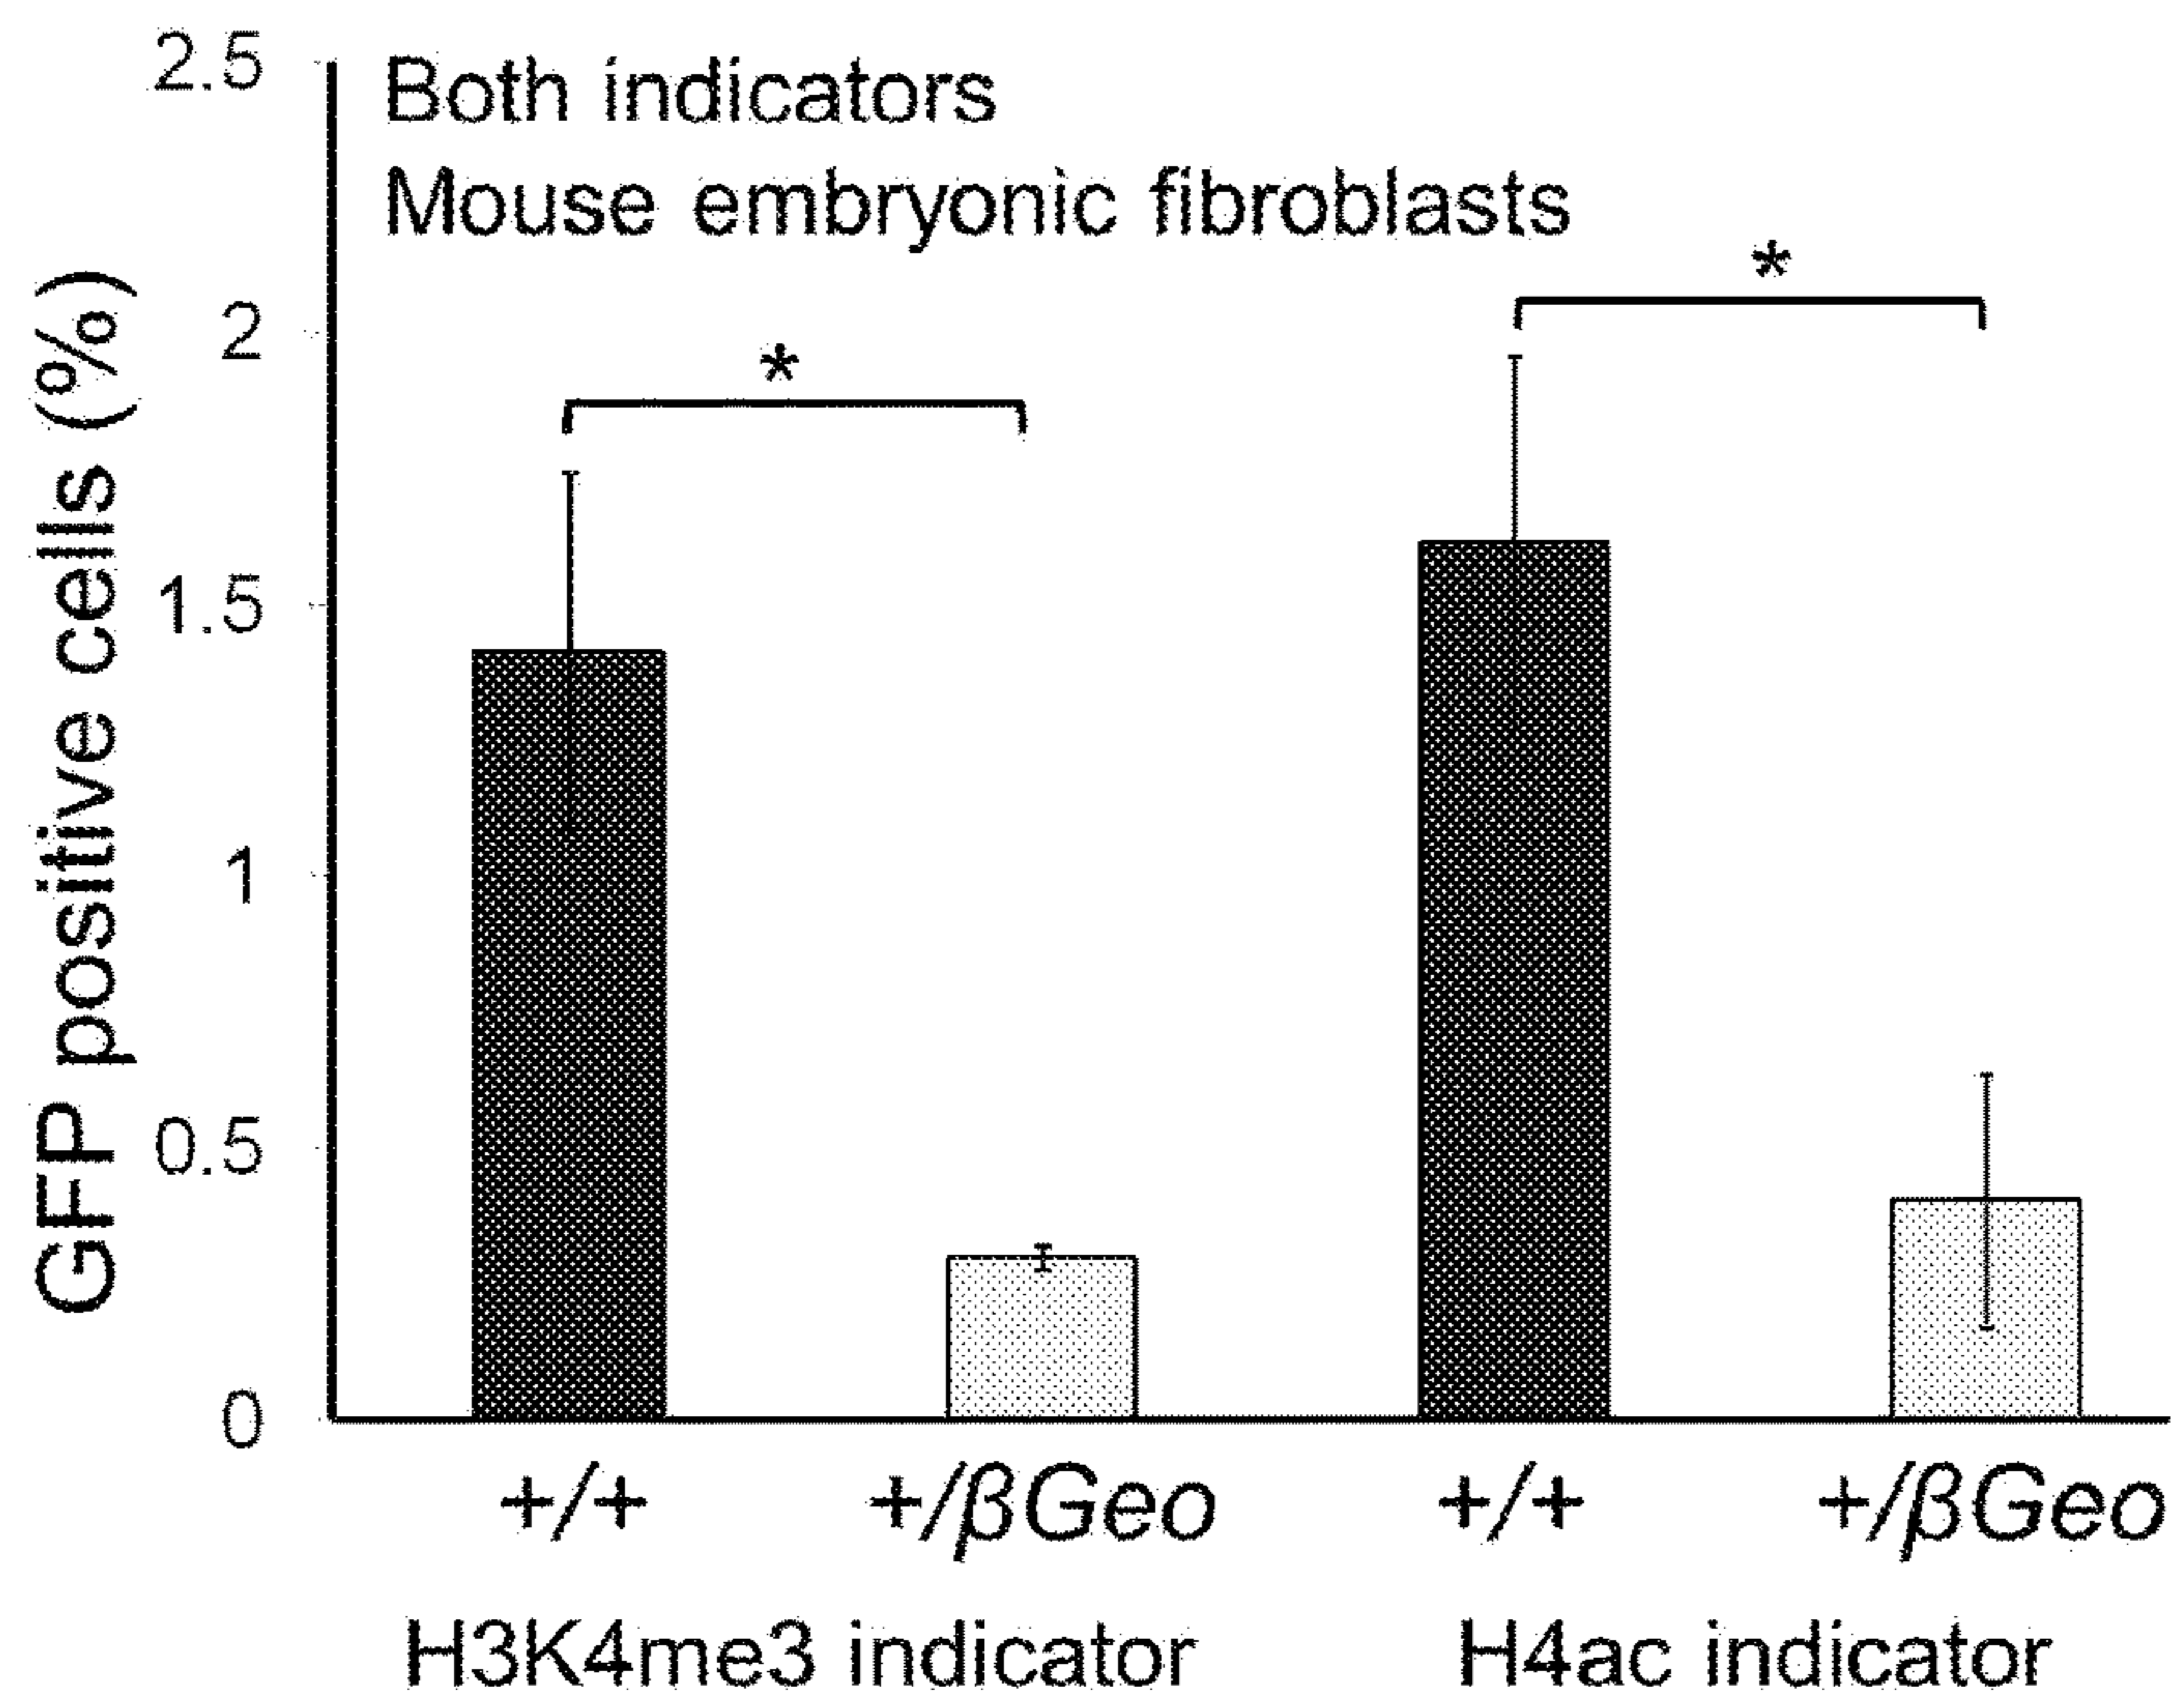 Both indicators
Mouse embryonic fibroblasts
GFP positive cells (%)
2.5
2
1.5
1
0.5
0
*
*
+/+ +/βGeo +/+ +/βGeo
H3K4me3 indicator H4ac indicator